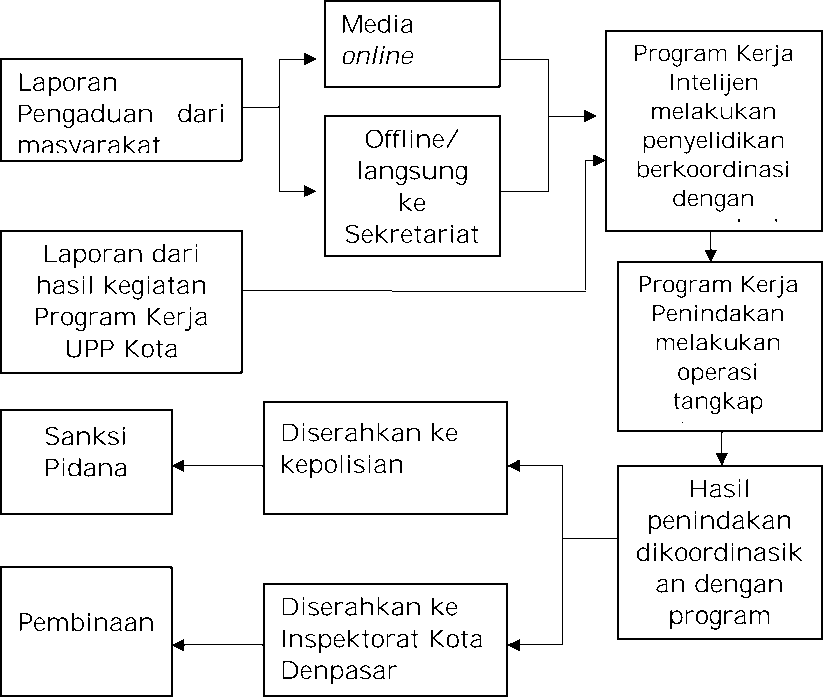 Laporan
Pengaduan dari
masyarakat
Media
online
Offline/
langsung
ke
Sekretariat
Laporan dari
hasil kegiatan
Program Kerja
UPP Kota
Program Kerja
Intelijen
melakukan
penyelidikan
berkoordinasi
dengan
Program Kerja
Penindakan
melakukan
operasi
tangkap
Hasil
penindakan
dikoordinasik
an dengan
program
Diserahkan ke
kepolisian
Sanksi
Pidana
Diserahkan ke
Inspektorat Kota
Denpasar
Pembinaan